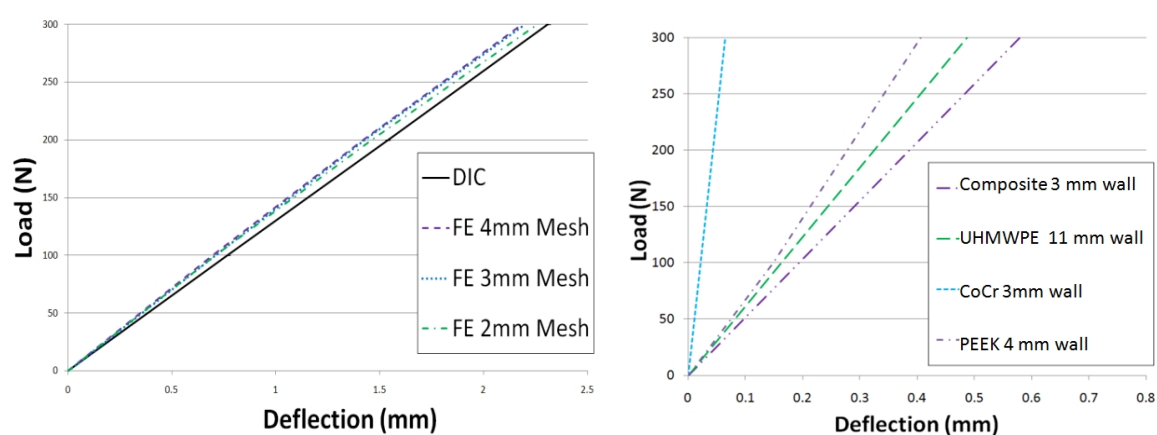 300
250
200
150
100
50
0
Load (N)
0
0.5
1
1.5
2
2.5
Deflection (mm)
DIC
FE 4mm Mesh
FE 3mm Mesh
FE 2mm Mesh
300
250
200
150
100
50
0
Load (N)
0
0.1
0.2
0.3
0.4
0.5
0.6
0.7
0.8
Deflection (mm)
Composite 3 mm wall
UHMWPE 11 mm wall
CoCr 3mm wall
PEEK 4 mm wall